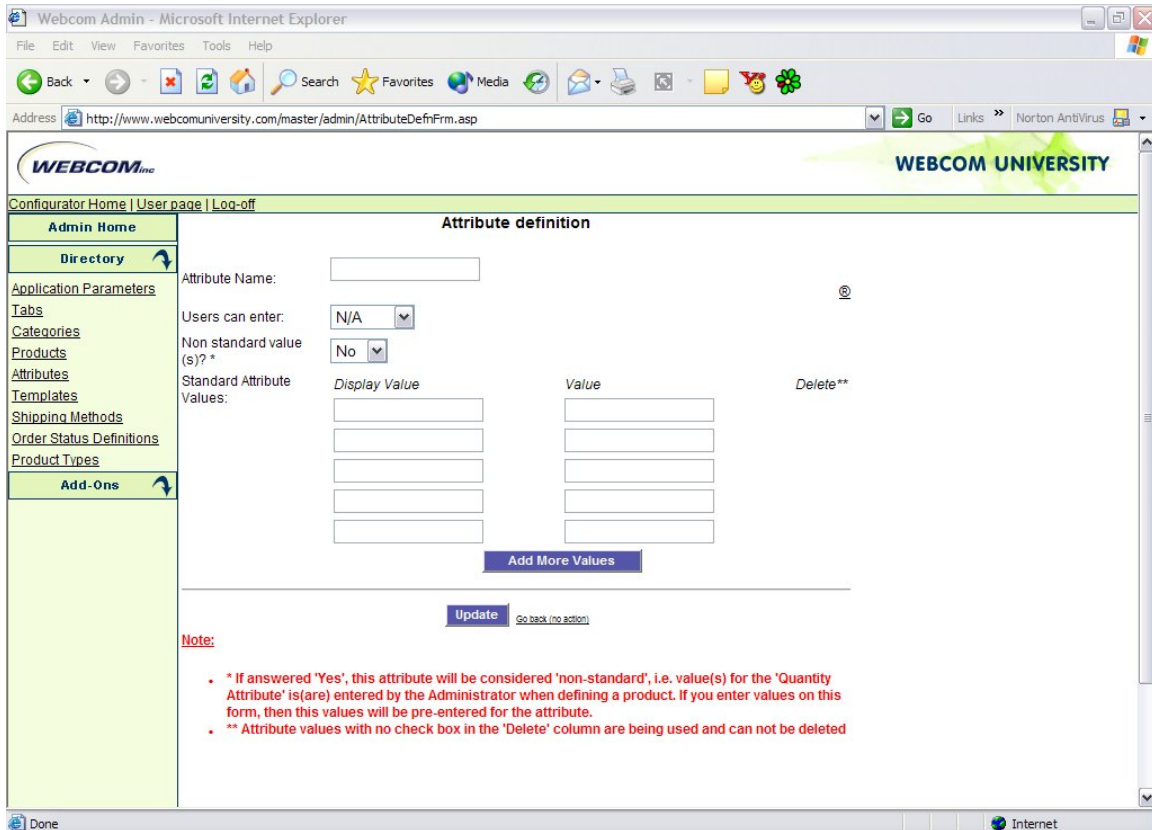 Webcom Admin - Microsoft Internet Explorer
File Edit View Favorites Tools Help
Back Search Favorites Media
Address http://www.webcomuniversity.com/master/admin/AttributeDefnFrm.asp Go Links » Norton AntiVirus
WEBCOM Inc WEBCOM UNIVERSITY
Configurator Home | User page | Log-off
Admin Home
Directory
Application Parameters
Tabs
Categories
Products
Attributes
Templates
Shipping Methods
Order Status Definitions
Product Types
Add-Ons
Attribute definition
Attribute Name:
®
Users can enter: N/A
Non standard value
(s)? * No
Standard Attribute
Values:
Display Value Value Delete**
Add More Values
Update Go back (no action)
Note:
• * If answered 'Yes', this attribute will be considered 'non-standard', i.e. value(s) for the 'Quantity
Attribute' is(are) entered by the Administrator when defining a product. If you enter values on this
form, then this values will be pre-entered for the attribute.
• ** Attribute values with no check box in the 'Delete' column are being used and can not be deleted
Done Internet